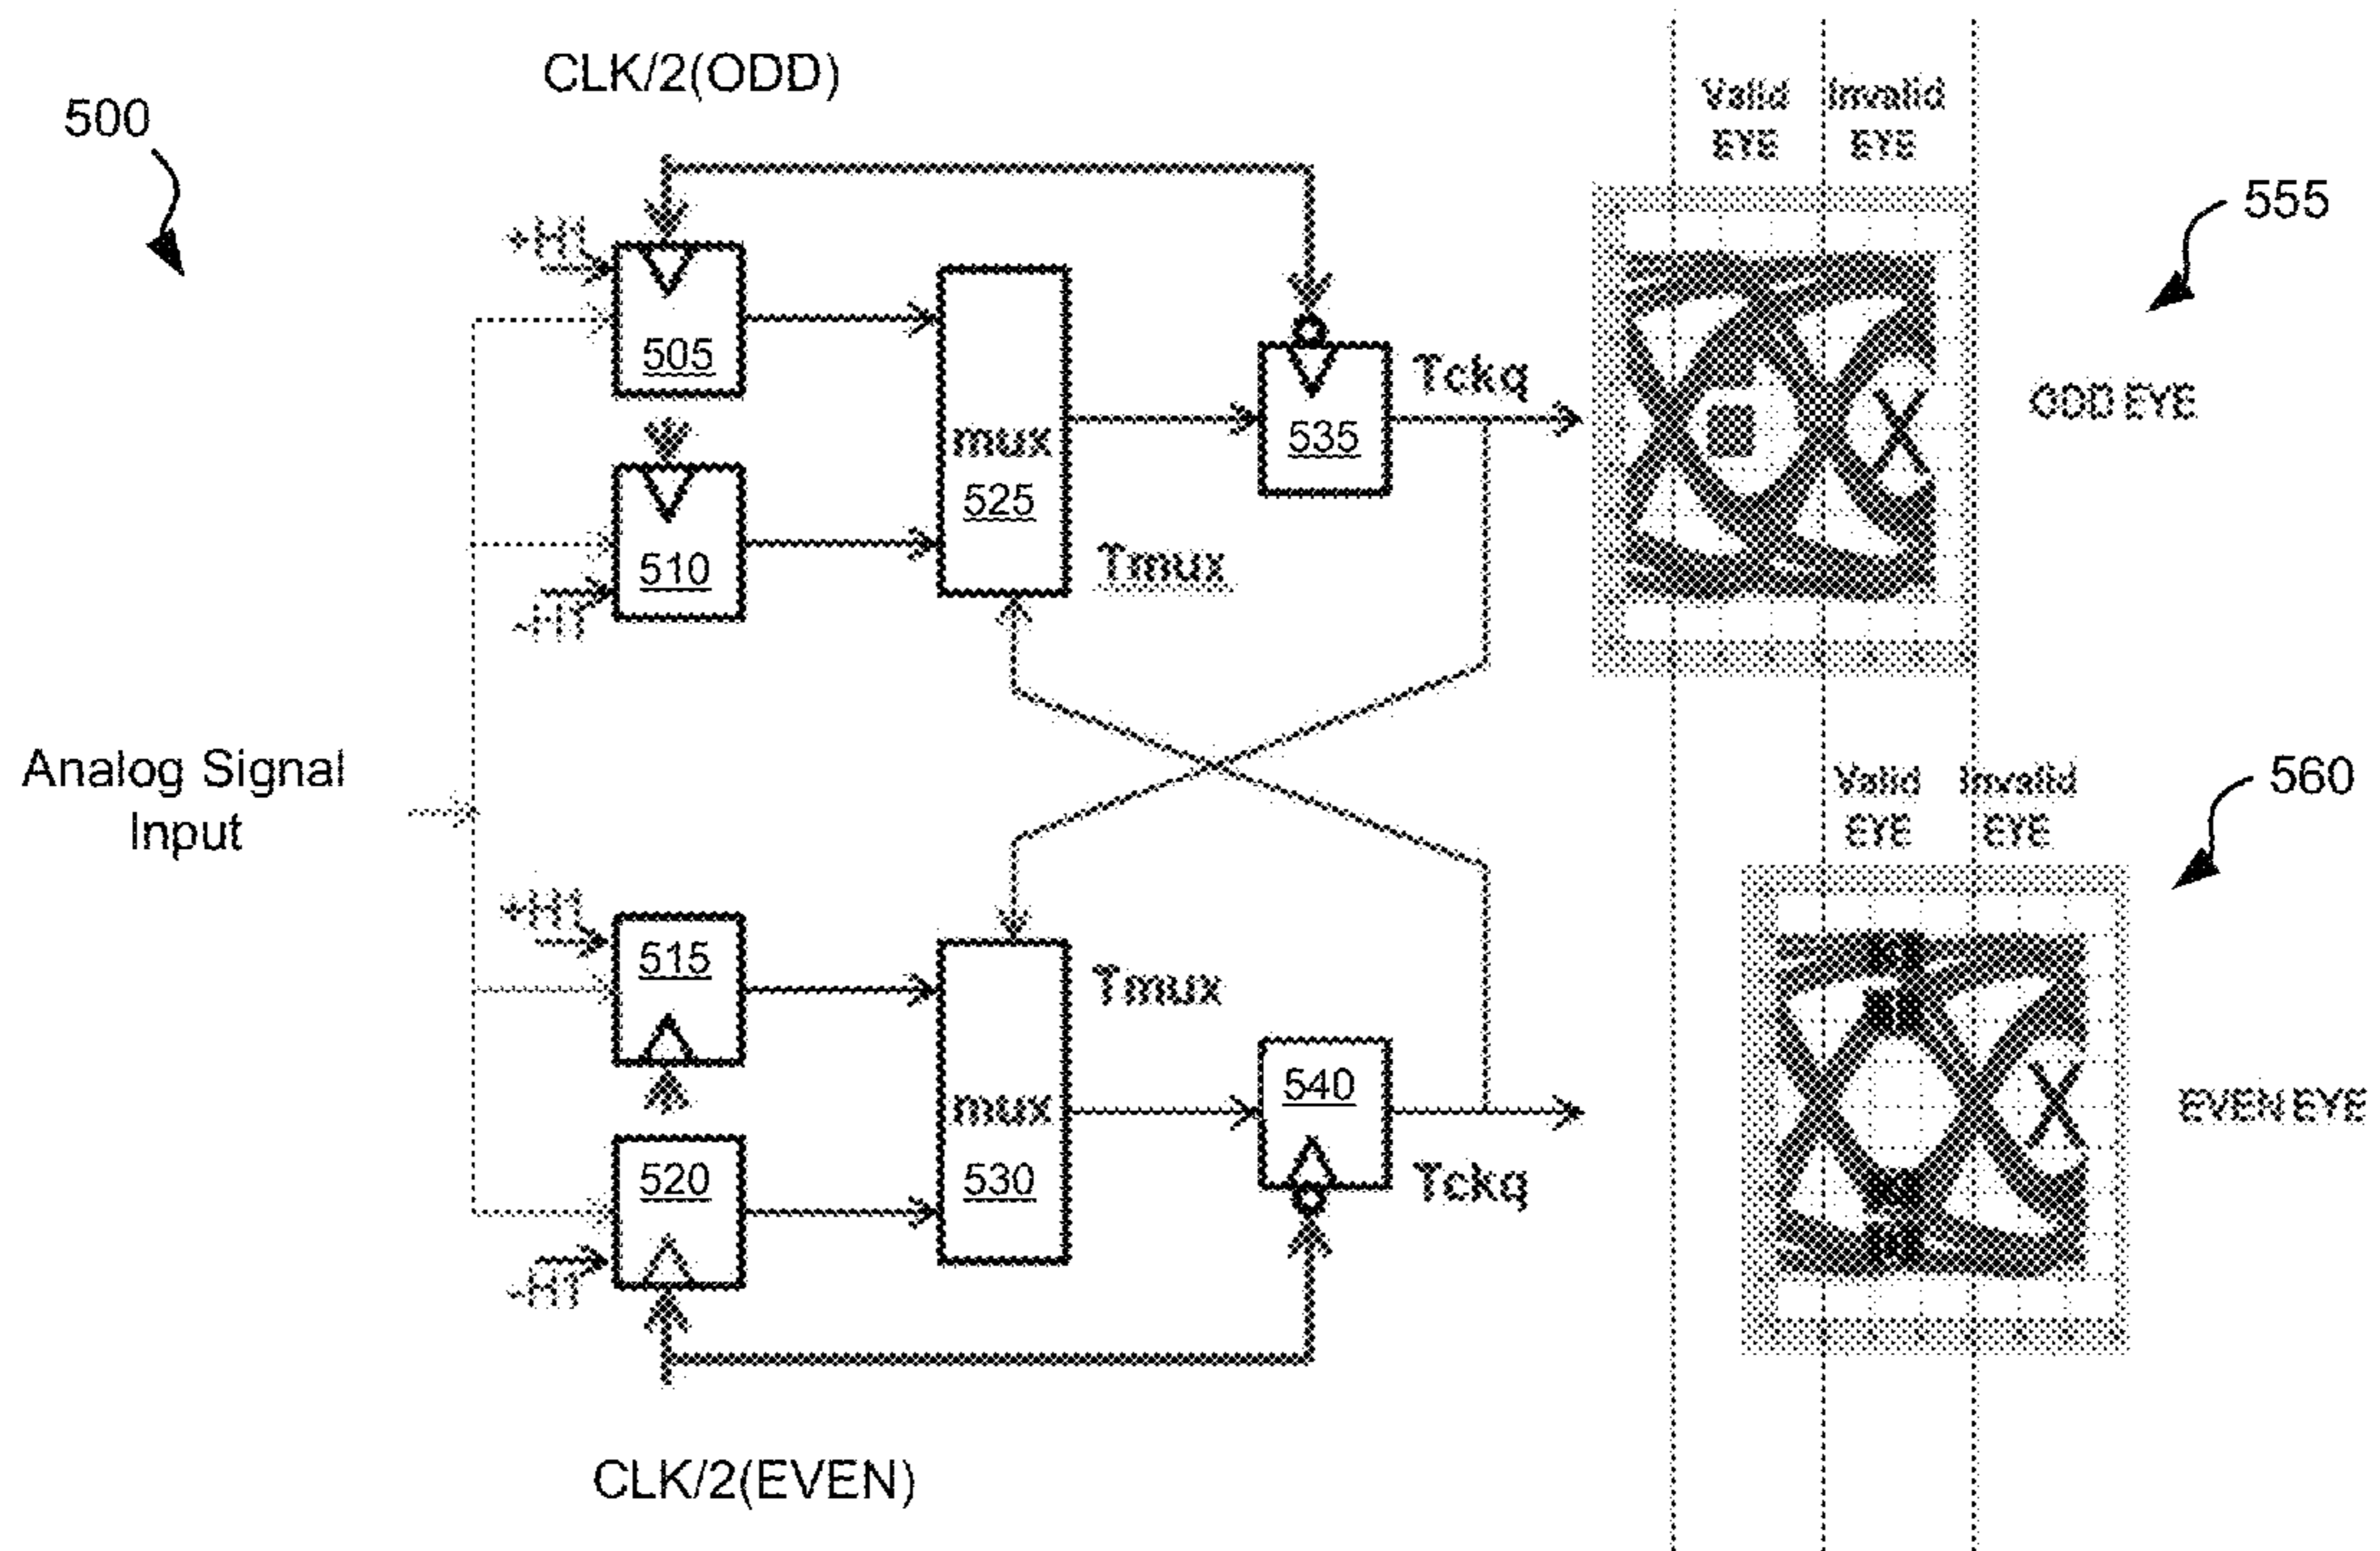 CLK/2(ODD)
500
Valid Invalid
EYE EYE
555
+H1
505
mux
525
535
Tckq
ODD EYE
510
-H1
Tmux
Analog Signal
Input
Valid Invalid
EYE EYE
560
+H1
515
Tmux
mux
530
540
Tckq
EVEN EYE
520
-H1
CLK/2(EVEN)